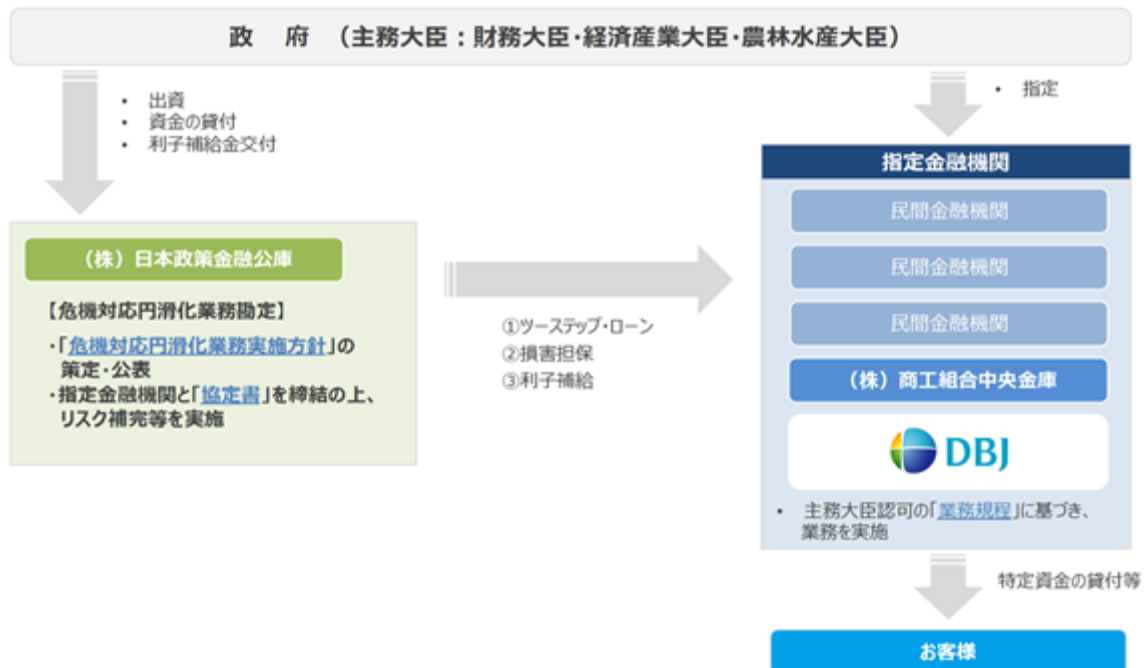 政　府　（主務大臣：財務大臣・経済産業大臣・農林水産大臣）
・ 出資
・ 資金の貸付
・ 利子補給金交付
・ 指定
（株）日本政策金融公庫
【危機対応円滑化業務勘定】
・「危機対応円滑化業務実施方針」の
策定・公表
・指定金融機関と「協定書」を締結の上、
リスク補完等を実施
①ツーステップ・ローン
②損害担保
③利子補給
指定金融機関
民間金融機関
民間金融機関
民間金融機関
（株）商工組合中央金庫
DBJ
・ 主務大臣認可の「業務規程」に基づき、
業務を実施
特定資金の貸付等
お客様